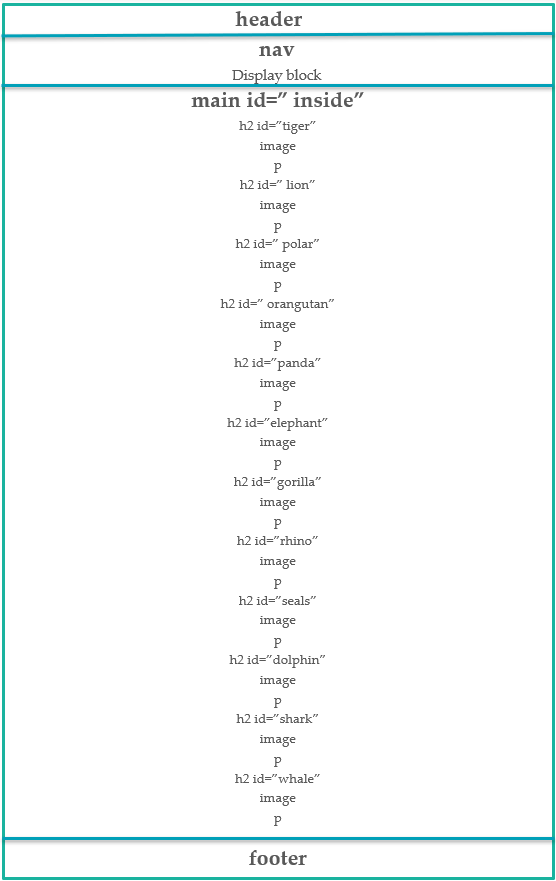 header
nav
Display block
main id=” inside”
h2 id=”tiger”
image
p
h2 id=” lion”
image
p
h2 id=” polar”
image
p
h2 id=” orangutan”
image
p
h2 id=”panda”
image
p
h2 id=”elephant”
image
p
h2 id=”gorilla”
image
p
h2 id=”rhino”
image
p
h2 id=”seals”
image
p
h2 id=”dolphin”
image
p
h2 id=”shark”
image
p
h2 id=”whale”
image
p
footer